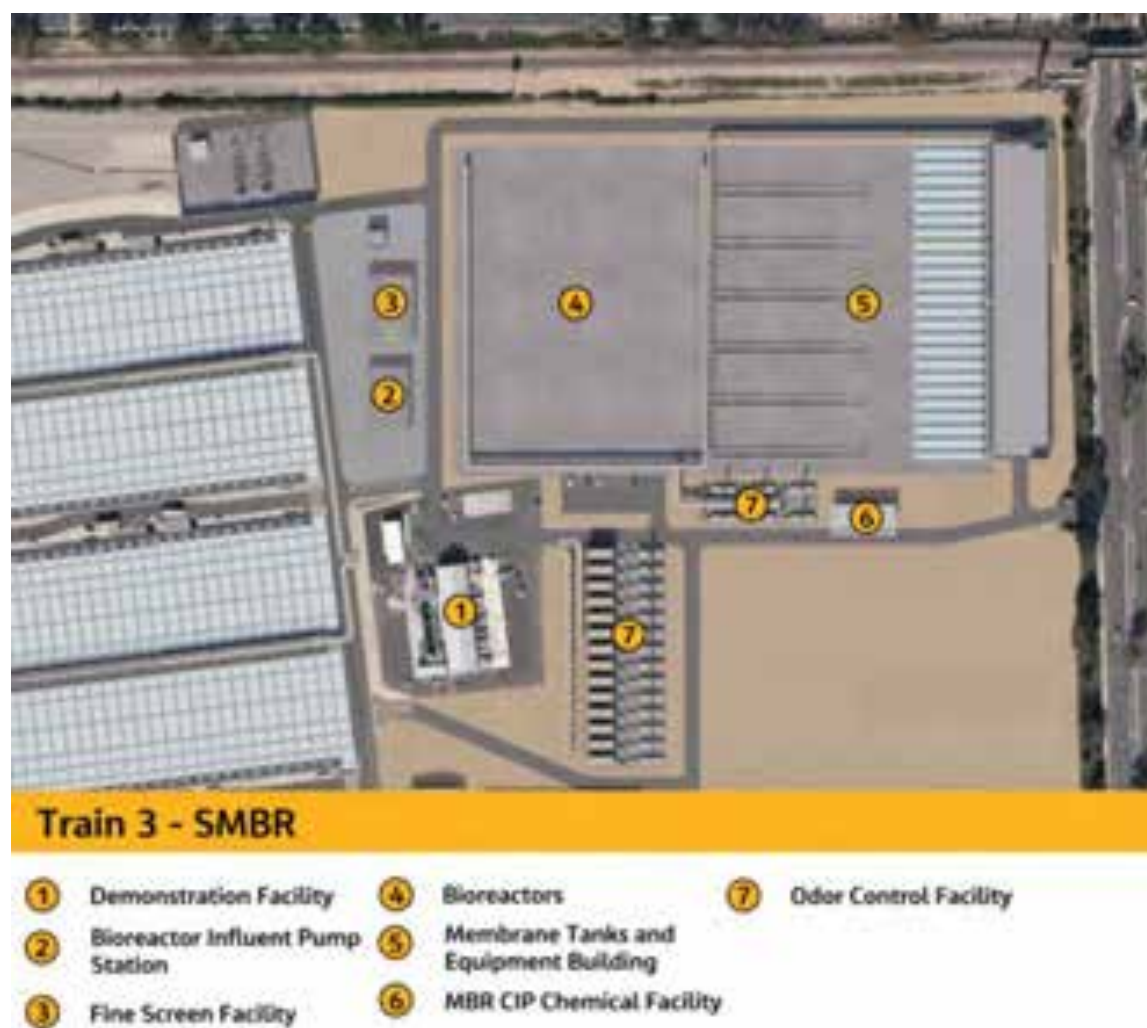 3
4
5
2
7
6
1
7
Train 3 - SMBR
1 Demonstration Facility
2 Bioreactor Influent Pump
Station
3 Fine Screen Facility
4 Bioreactors
5 Membrane Tanks and
Equipment Building
6 MBR CIP Chemical Facility
7 Odor Control Facility